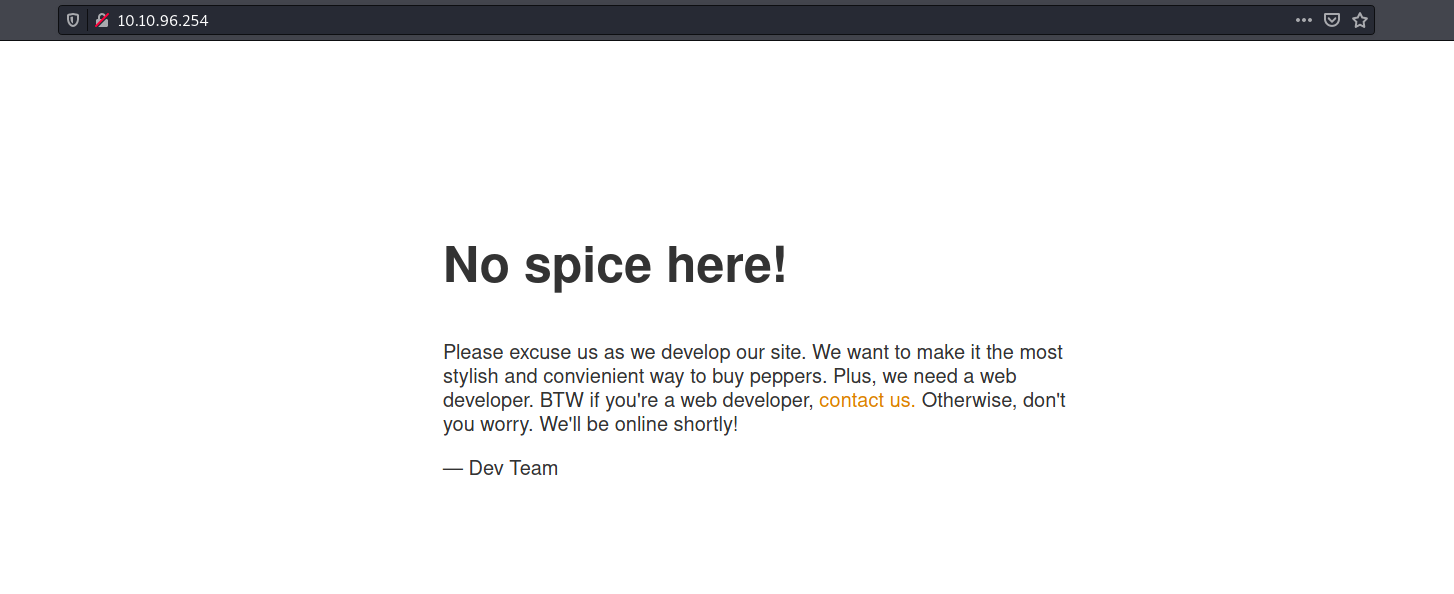 10.10.96.254
No spice here!
Please excuse us as we develop our site. We want to make it the most
stylish and convienient way to buy peppers. Plus, we need a web
developer. BTW if you're a web developer, contact us. Otherwise, don't
you worry. We'll be online shortly!
— Dev Team